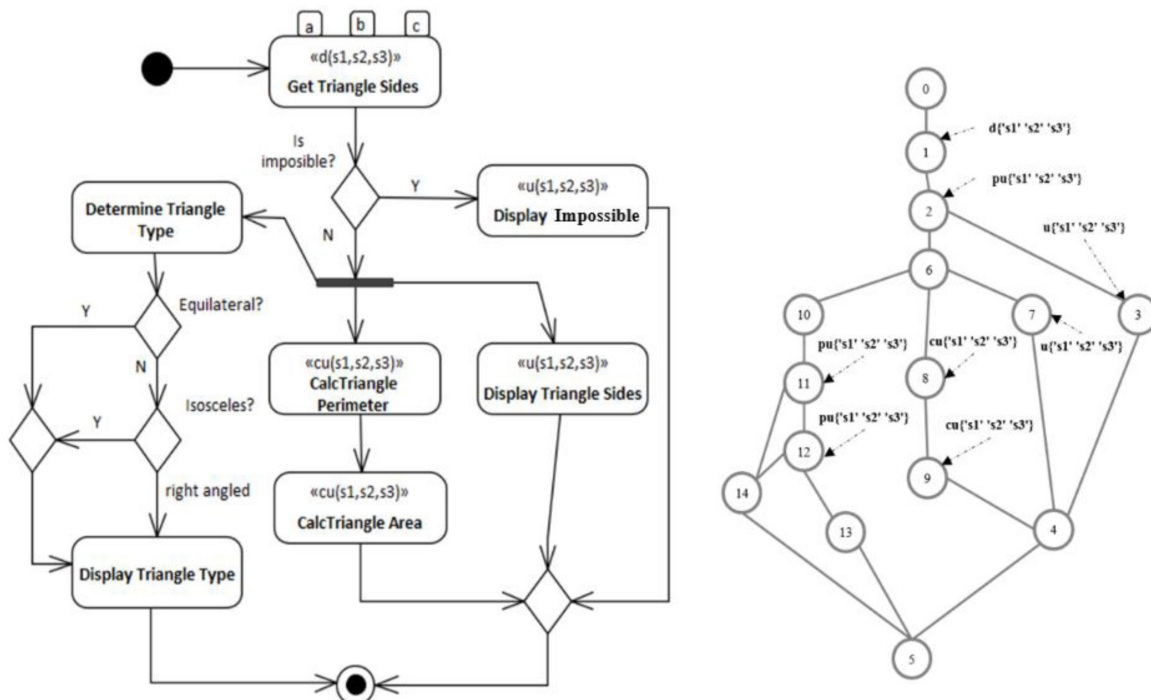 a b c
«d(s1,s2,s3)»
Get Triangle Sides
Is
imposible?
Y
«u(s1,s2,s3)»
Display Impossible
N
Determine Triangle
Type
Equilateral?
Y
N
Isosceles?
Y
right angled
Display Triangle Type
«cu(s1,s2,s3)»
CalcTriangle
Perimeter
«cu(s1,s2,s3)»
CalcTriangle Area
«u(s1,s2,s3)»
Display Triangle Sides
0
d{'s1' 's2' 's3'}
1
pu{'s1' 's2' 's3'}
2
u{'s1' 's2' 's3'}
6
10
7
3
pu{'s1' 's2' 's3'}
cu{'s1' 's2' 's3'}
u{'s1' 's2' 's3'}
11
8
pu{'s1' 's2' 's3'}
cu{'s1' 's2' 's3'}
12
9
14
13
4
5